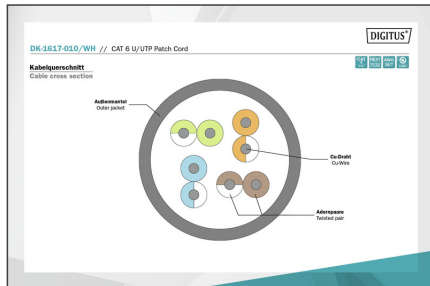 DIGITUS®
DK-1617-010/WH // CAT 6 U/UTP Patch Cord
Kabelquerschnitt
Cable cross section
Außenmantel
Outer jacket
Cu-Draht
Cu-Wire
Adernpaare
Twisted pair